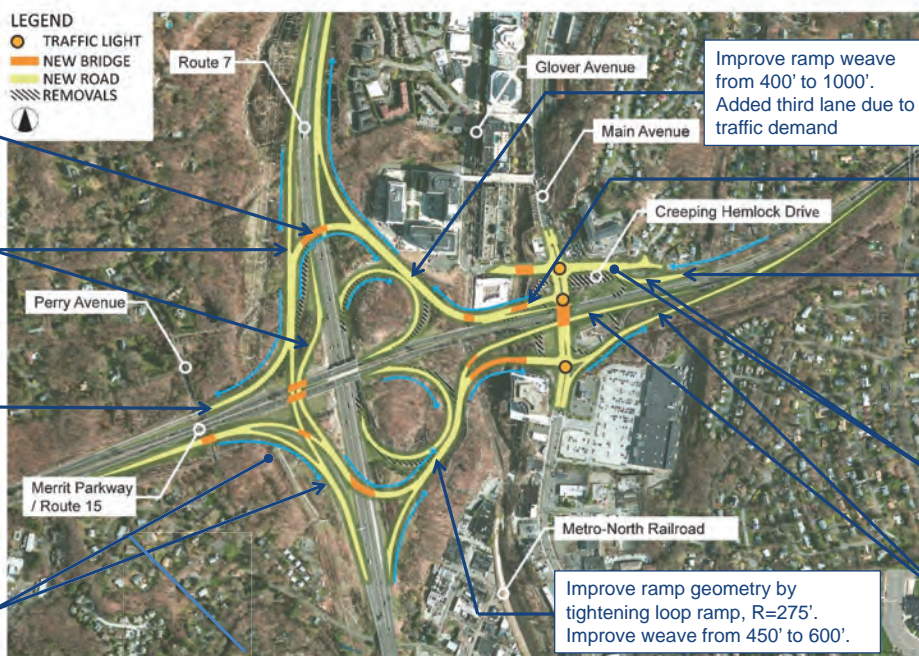 LEGEND
TRAFFIC LIGHT
NEW BRIDGE
NEW ROAD
REMOVALS
Route 7
Glover Avenue
Main Avenue
Improve ramp weave
from 400' to 1000'.
Added third lane due to
traffic demand
Creeping Hemlock Drive
Perry Avenue
Merrit Parkway
/ Route 15
Metro-North Railroad
Improve ramp geometry by
tightening loop ramp, R=275'.
Improve weave from 450' to 600'.